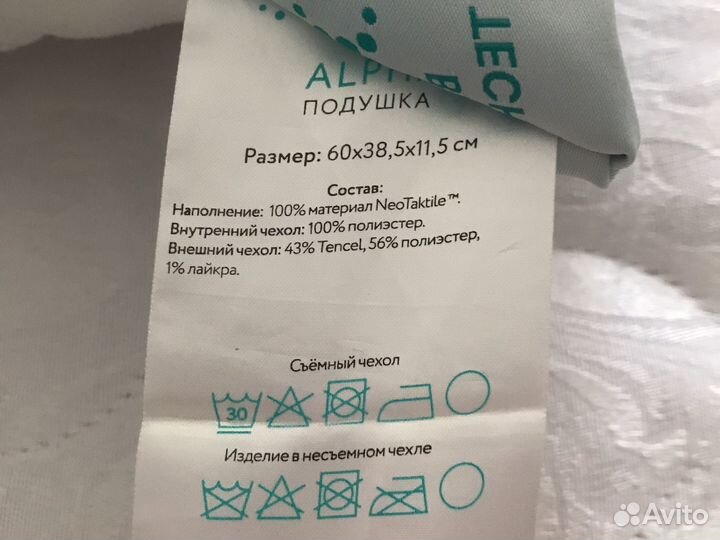 ПОДУШКА
Размер: 60х38,5х11,5 см
Состав:
Наполнение: 100% материал NeoTaktile™.
Внутренний чехол: 100% полиэстер.
Внешний чехол: 43% Tencel, 56% полиэстер,
1% лайкра.
Съёмный чехол
30
Изделие в несъемном чехле
Avito